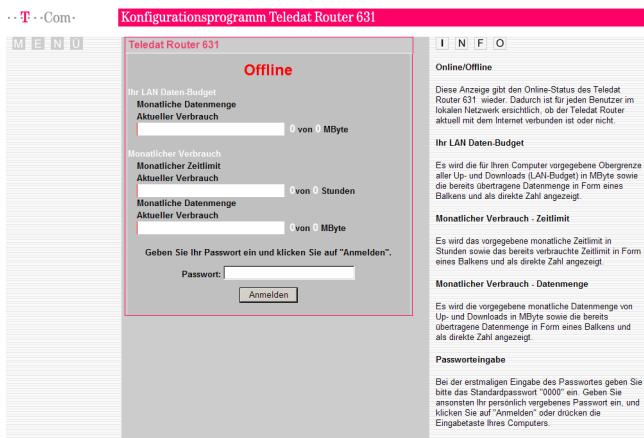 ··T··Com·
Konfigurationsprogramm Teledat Router 631
MENÜ
Teledat Router 631
Offline
Ihr LAN Daten-Budget
Monatliche Datenmenge
Aktueller Verbrauch
0 von 0 MByte
Monatlicher Verbrauch
Monatlicher Zeitlimit
Aktueller Verbrauch
0von 0 Stunden
Monatliche Datenmenge
Aktueller Verbrauch
0von 0 MByte
Geben Sie Ihr Passwort ein und klicken Sie auf "Anmelden".
Passwort:
Anmelden
INFO
Online/Offline
Diese Anzeige gibt den Online-Status des Teledat
Router 631 wieder. Dadurch ist für jeden Benutzer im
lokalen Netzwerk ersichtlich, ob der Teledat Router
aktuell mit dem Internet verbunden ist oder nicht.
Ihr LAN Daten-Budget
Es wird die für Ihren Computer vorgegebene Obergrenze
aller Up- und Downloads (LAN-Budget) in MByte sowie
die bereits übertragene Datenmenge in Form eines
Balkens und als direkte Zahl angezeigt.
Monatlicher Verbrauch - Zeitlimit
Es wird das vorgegebene monatliche Zeitlimit in
Stunden sowie das bereits verbrauchte Zeitlimit in Form
eines Balkens und als direkte Zahl angezeigt.
Monatlicher Verbrauch - Datenmenge
Es wird die vorgegebene monatliche Datenmenge von
Up- und Downloads in MByte sowie die bereits
übertragene Datenmenge in Form eines Balkens und
als direkte Zahl angezeigt.
Passworteingabe
Bei der erstmaligen Eingabe des Passwortes geben Sie
bitte das Standardpasswort "0000" ein. Geben Sie
ansonsten Ihr persönlich vergebenes Passwort ein, und
klicken Sie auf "Anmelden" oder drücken die
Eingabetaste Ihres Computers.